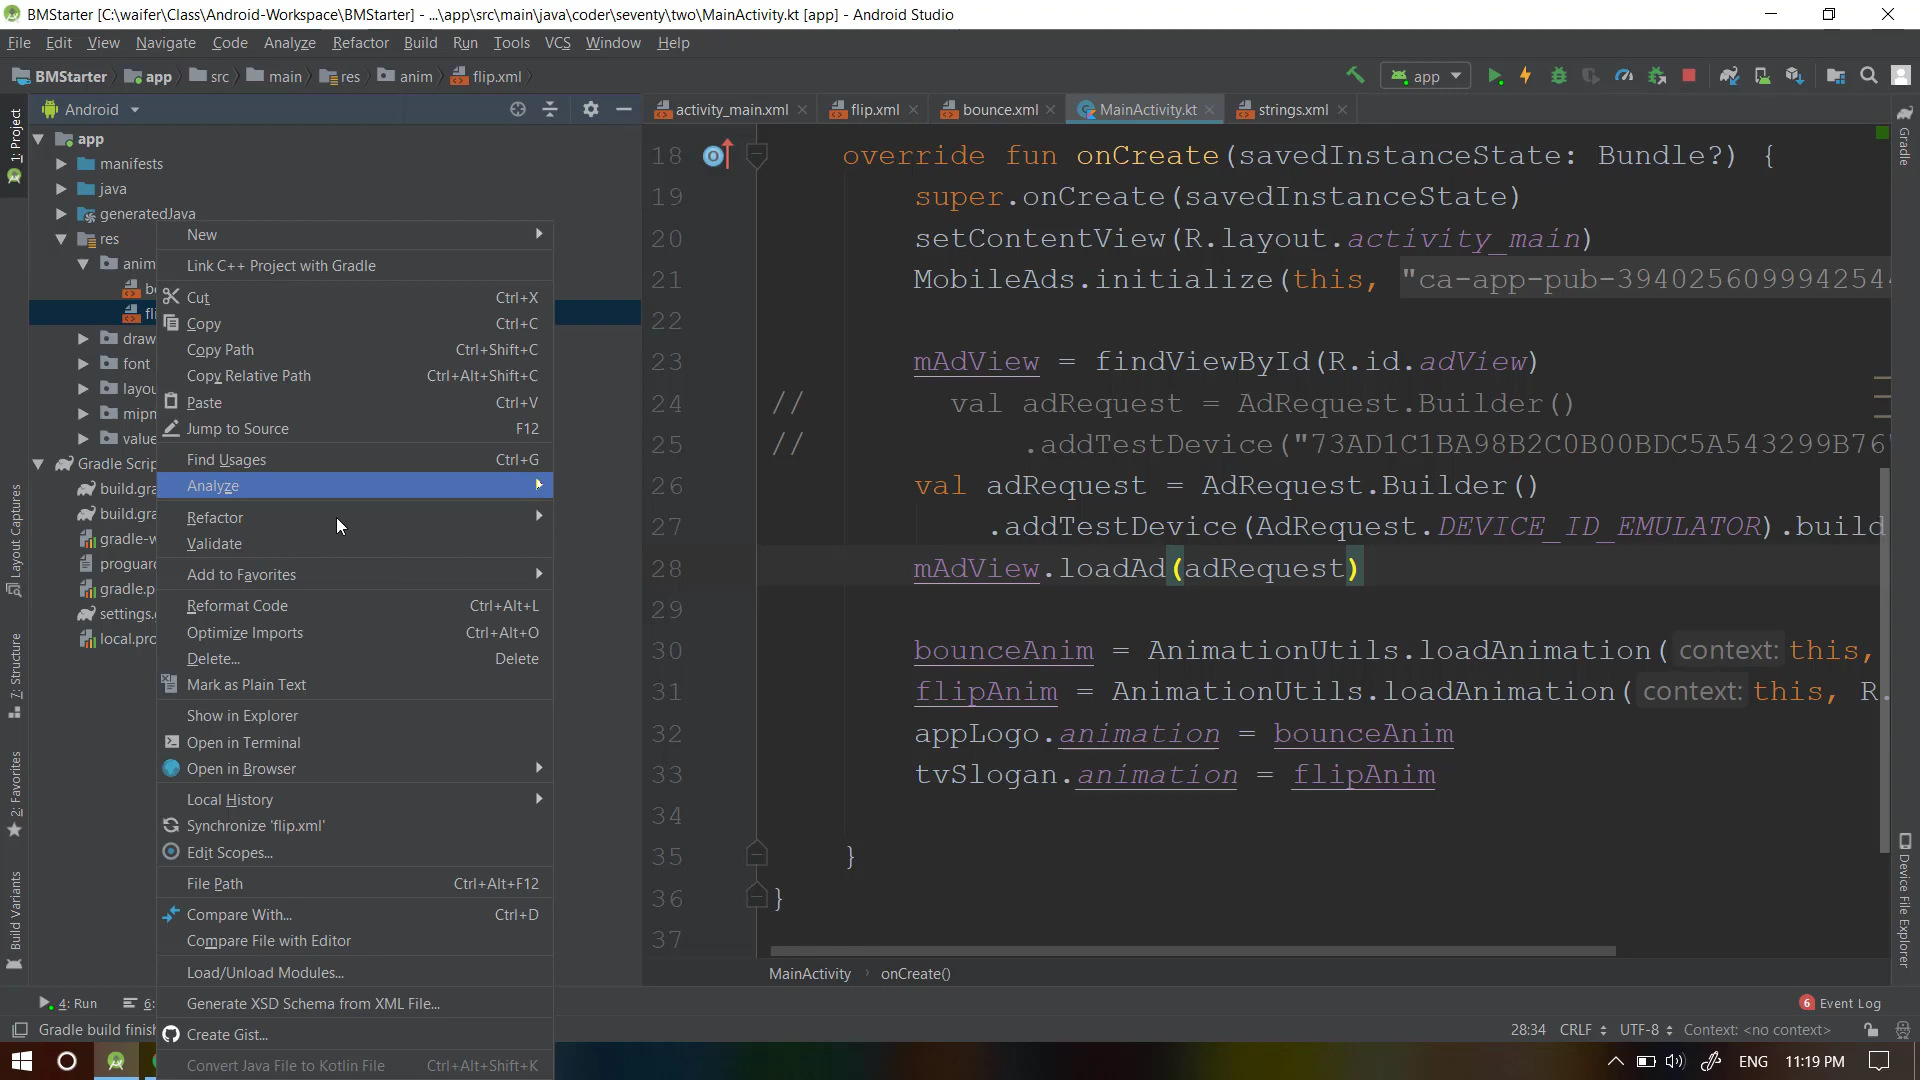 BMStarter [C:\waifer\Class\Android-Workspace\BMStarter] - ...\app\src\main\java\coder\seventy\two\MainActivity.kt [app] - Android Studio
File Edit View Navigate Code Analyze Refactor Build Run Tools VCS Window Help
BMStarter app src main res anim flip.xml
app
Android
activity_main.xml flip.xml bounce.xml MainActivity.kt strings.xml
1: Project
7: Structure
Layout Captures
2: Favorites
Build Variants
Gradle
Device File Explorer
app
manifests
java
generatedJava
res
anim
font
Gradle Scrip
build.gra
build.gra
gradle-w
proguar
gradle.p
settings.
local.pro
New
Link C++ Project with Gradle
Cut Ctrl+X
Copy Ctrl+C
Copy Path Ctrl+Shift+C
Copy Relative Path Ctrl+Alt+Shift+C
Paste Ctrl+V
Jump to Source F12
Find Usages Ctrl+G
Analyze
Refactor
Validate
Add to Favorites
Reformat Code Ctrl+Alt+L
Optimize Imports Ctrl+Alt+O
Delete... Delete
Mark as Plain Text
Show in Explorer
Open in Terminal
Open in Browser
Local History
Synchronize 'flip.xml'
Edit Scopes...
File Path Ctrl+Alt+F12
Compare With... Ctrl+D
Compare File with Editor
Load/Unload Modules...
Generate XSD Schema from XML File...
Create Gist...
Convert Java File to Kotlin File Ctrl+Alt+Shift+K
18 override fun onCreate(savedInstanceState: Bundle?) {
19 super.onCreate(savedInstanceState)
20 setContentView(R.layout.activity_main)
21 MobileAds.initialize(this, "ca-app-pub-394025609994254
22
23 mAdView = findViewById(R.id.adView)
24 // val adRequest = AdRequest.Builder()
25 // .addTestDevice("73AD1C1BA98B2C0B00BDC5A543299B76"
26 val adRequest = AdRequest.Builder()
27 .addTestDevice(AdRequest.DEVICE_ID_EMULATOR).build
28 mAdView.loadAd(adRequest)
29
30 bounceAnim = AnimationUtils.loadAnimation( context: this,
31 flipAnim = AnimationUtils.loadAnimation( context: this, R.
32 appLogo.animation = bounceAnim
33 tvSlogan.animation = flipAnim
34
35 }
36 }
37
MainActivity onCreate()
4: Run 6:
6 Event Log
Gradle build finish
28:34 CRLF UTF-8 Context: <no context>
ENG 11:19 PM